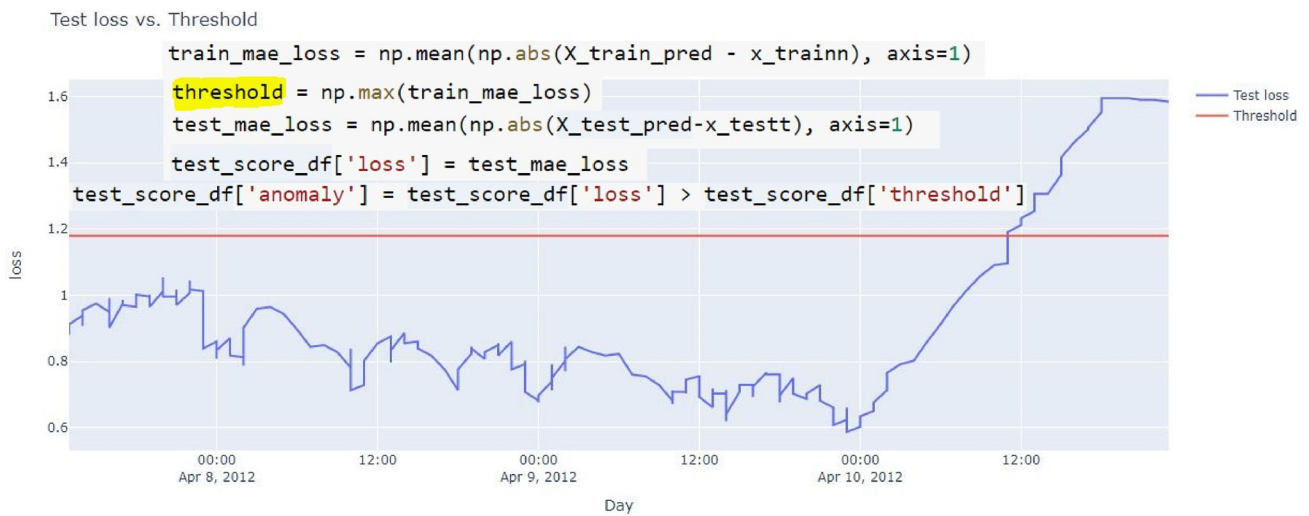 Test loss vs. Threshold
train_mae_loss = np.mean(np.abs(X_train_pred - x_trainn), axis=1)
threshold = np.max(train_mae_loss)
test_mae_loss = np.mean(np.abs(X_test_pred-x_testt), axis=1)
test_score_df['loss'] = test_mae_loss
test_score_df['anomaly'] = test_score_df['loss'] > test_score_df['threshold']
Test loss
Threshold
1.6
1.4
1.2
1
0.8
0.6
loss
00:00 12:00 00:00 12:00 00:00 12:00
Apr 8, 2012 Apr 9, 2012 Apr 10, 2012
Day